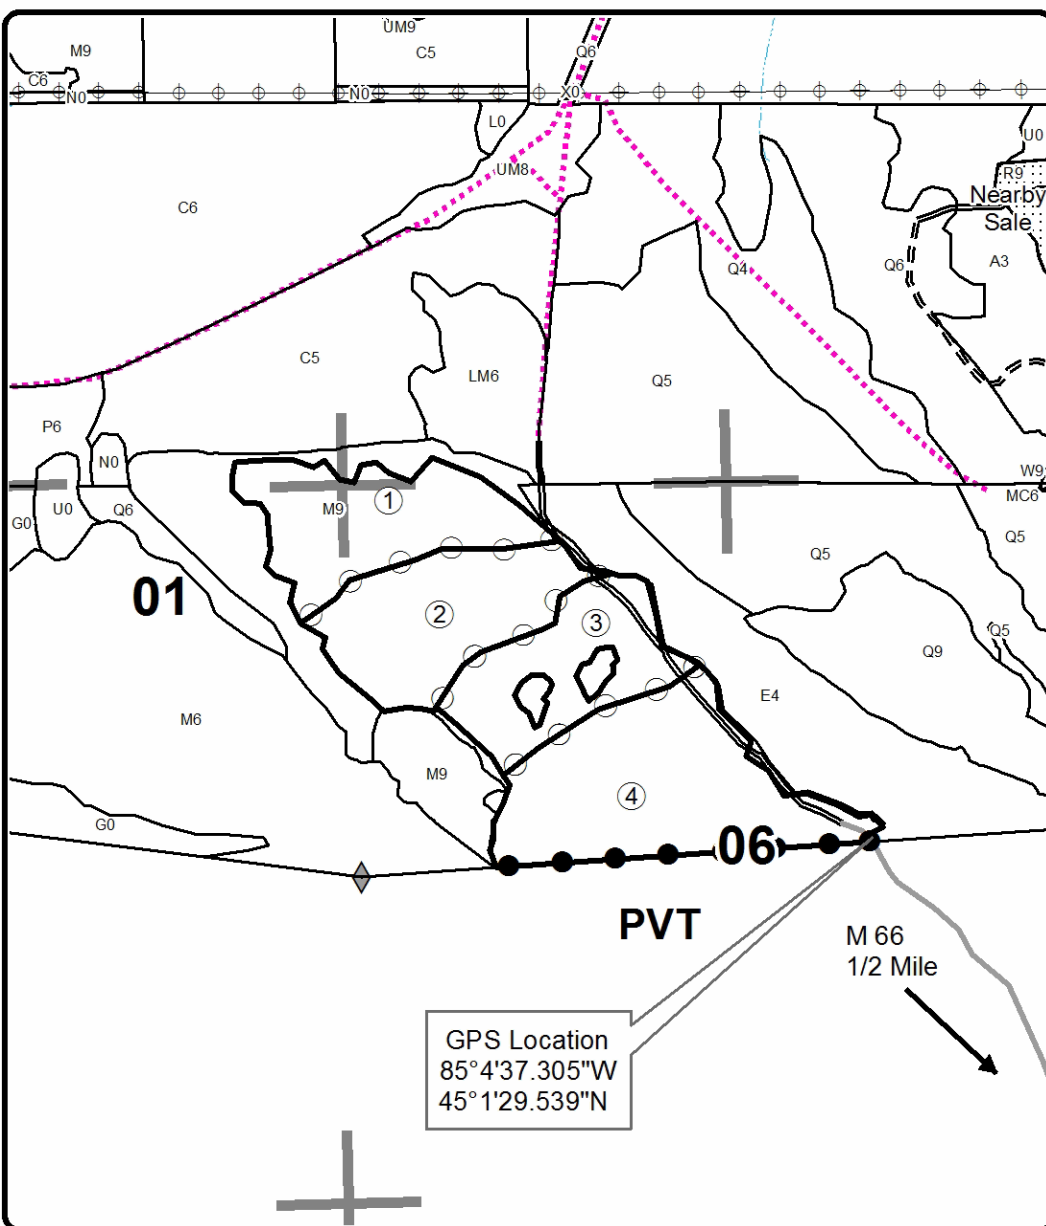 UM9
M9
C5
Q6
C6
N0
N0
X0
L0
U0
UM8
R9
Nearby
Sale
C6
Q6
A3
Q4
C5
LM6
Q5
P6
N0
W9
MC6
G0
U0
Q6
M9
1
Q5
Q5
01
2
3
Q5
Q9
M6
E4
M9
4
G0
06
PVT
M 66
1/2 Mile
GPS Location
85°4'37.305"W
45°1'29.539"N